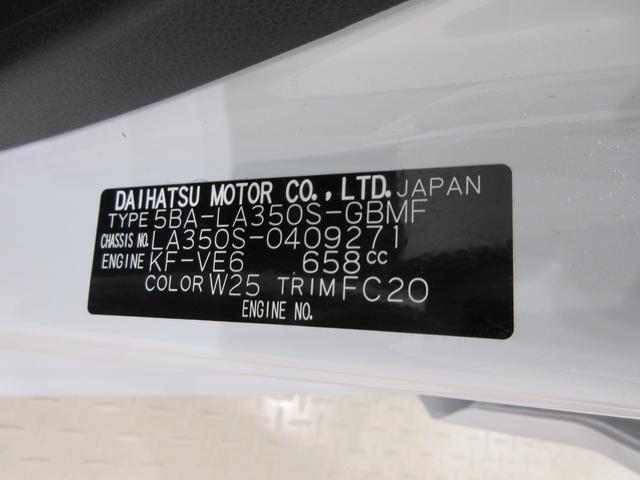 DAIHATSU MOTOR CO., LTD. JAPAN
TYPE 5BA-LA350S-GBMF
CHASSIS NO. LA350S-0409271
ENGINE KF-VE6 658cc
COLOR W25 TRIM FC20
ENGINE NO.